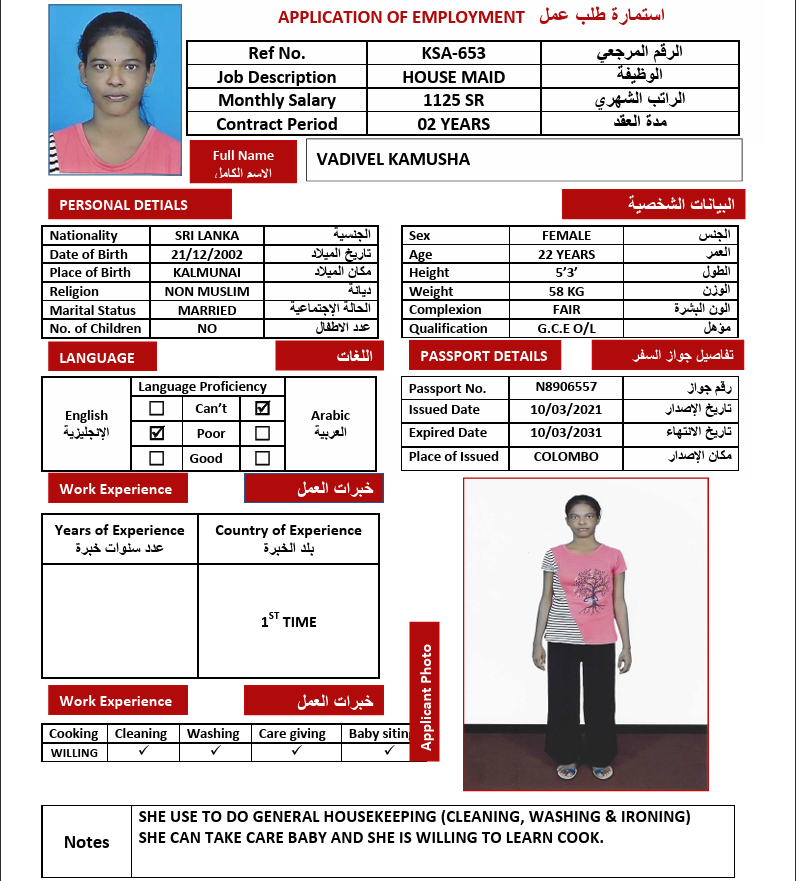 APPLICATION OF EMPLOYMENT استمارة طلب عمل
Ref No. KSA-653 الرقم المرجعي
Job Description HOUSE MAID الوظيفة
Monthly Salary 1125 SR الراتب الشهري
Contract Period 02 YEARS مدة العقد
Full Name
الاسم الكامل
VADIVEL KAMUSHA
PERSONAL DETIALS البيانات الشخصية
Nationality SRI LANKA الجنسية
Date of Birth 21/12/2002 تاريخ الميلاد
Place of Birth KALMUNAI مكان الميلاد
Religion NON MUSLIM ديانة
Marital Status MARRIED الحالة الإجتماعية
No. of Children NO عدد الاطفال
Sex FEMALE الجنس
Age 22 YEARS العمر
Height 5’3’ الطول
Weight 58 KG الوزن
Complexion FAIR الون البشرة
Qualification G.C.E O/L مؤهل
LANGUAGE اللغات
Language Proficiency
English
الإنجليزية
☐ Can’t ☑
☑ Poor ☐
☐ Good ☐
Arabic
العربية
PASSPORT DETAILS تفاصيل جواز السفر
Passport No. N8906557 رقم جواز
Issued Date 10/03/2021 تاريخ الإصدار
Expired Date 10/03/2031 تاريخ الانتهاء
Place of Issued COLOMBO مكان الإصدار
Work Experience خبرات العمل
Years of Experience Country of Experience
عدد سنوات خبرة بلد الخبرة
1ST TIME
Work Experience خبرات العمل
Cooking Cleaning Washing Care giving Baby sitin
WILLING ✓ ✓ ✓ ✓
Applicant Photo
Notes
SHE USE TO DO GENERAL HOUSEKEEPING (CLEANING, WASHING & IRONING)
SHE CAN TAKE CARE BABY AND SHE IS WILLING TO LEARN COOK.